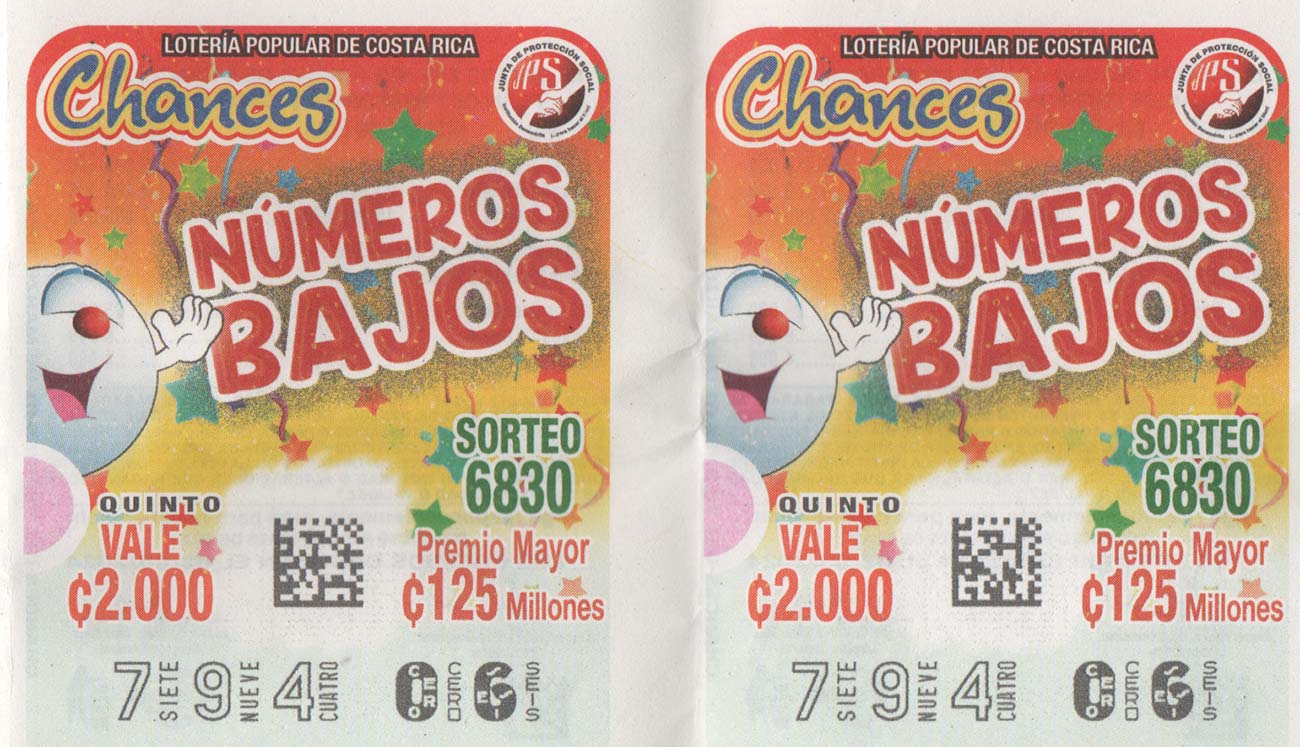 LOTERÍA POPULAR DE COSTA RICA
Chances
JUNTA DE PROTECCIÓN SOCIAL
JPS
NÚMEROS
BAJOS
SORTEO
6830
QUINTO
VALE
¢2.000
Premio Mayor
¢125 Millones
7 SIETE 9 NUEVE 4 CUATRO 0 CERO 6 SEIS
LOTERÍA POPULAR DE COSTA RICA
Chances
JUNTA DE PROTECCIÓN SOCIAL
JPS
NÚMEROS
BAJOS
SORTEO
6830
QUINTO
VALE
¢2.000
Premio Mayor
¢125 Millones
7 SIETE 9 NUEVE 4 CUATRO 0 CERO 6 SEIS